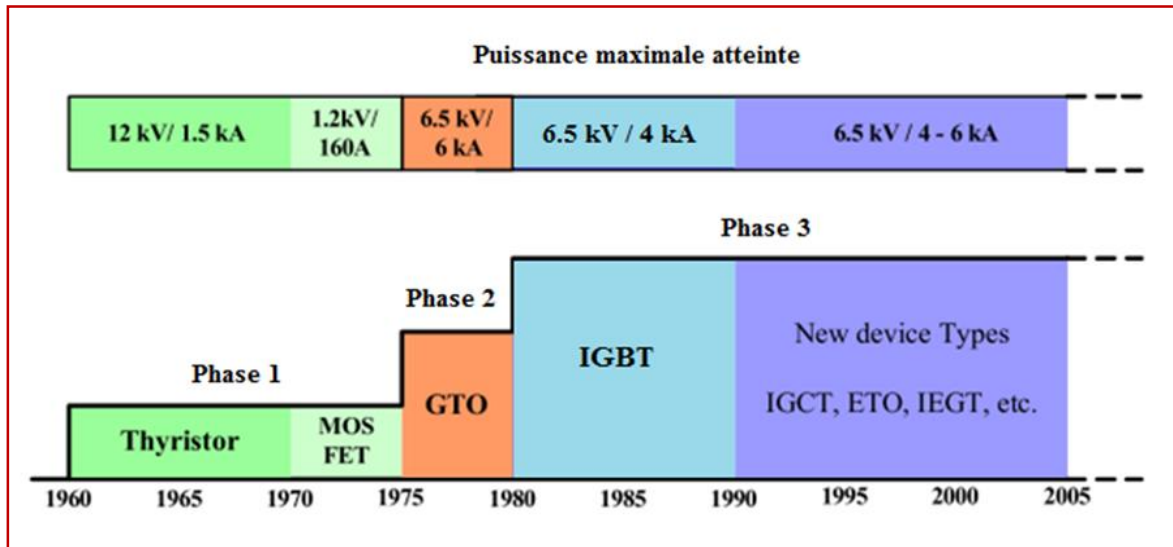 Puissance maximale atteinte
12 kV/ 1.5 kA
1.2kV/
160A
6.5 kV/
6 kA
6.5 kV / 4 kA
6.5 kV / 4 - 6 kA
Phase 3
Phase 2
Phase 1
Thyristor
MOS
FET
GTO
IGBT
New device Types
IGCT, ETO, IEGT, etc.
1960 1965 1970 1975 1980 1985 1990 1995 2000 2005